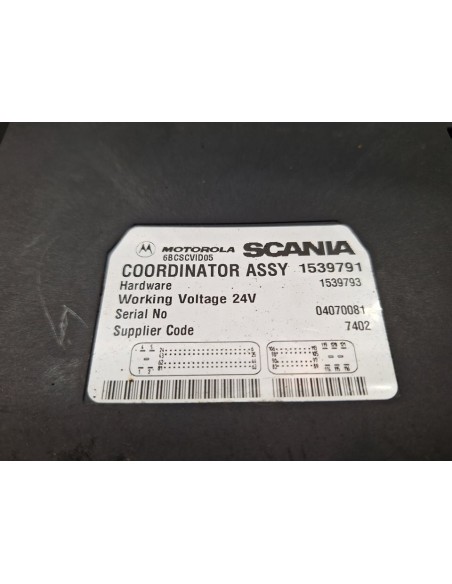 MOTOROLA SCANIA
6BCSCVID05
COORDINATOR ASSY 1539791
Hardware 1539793
Working Voltage 24V
Serial No 04070081
Supplier Code 7402